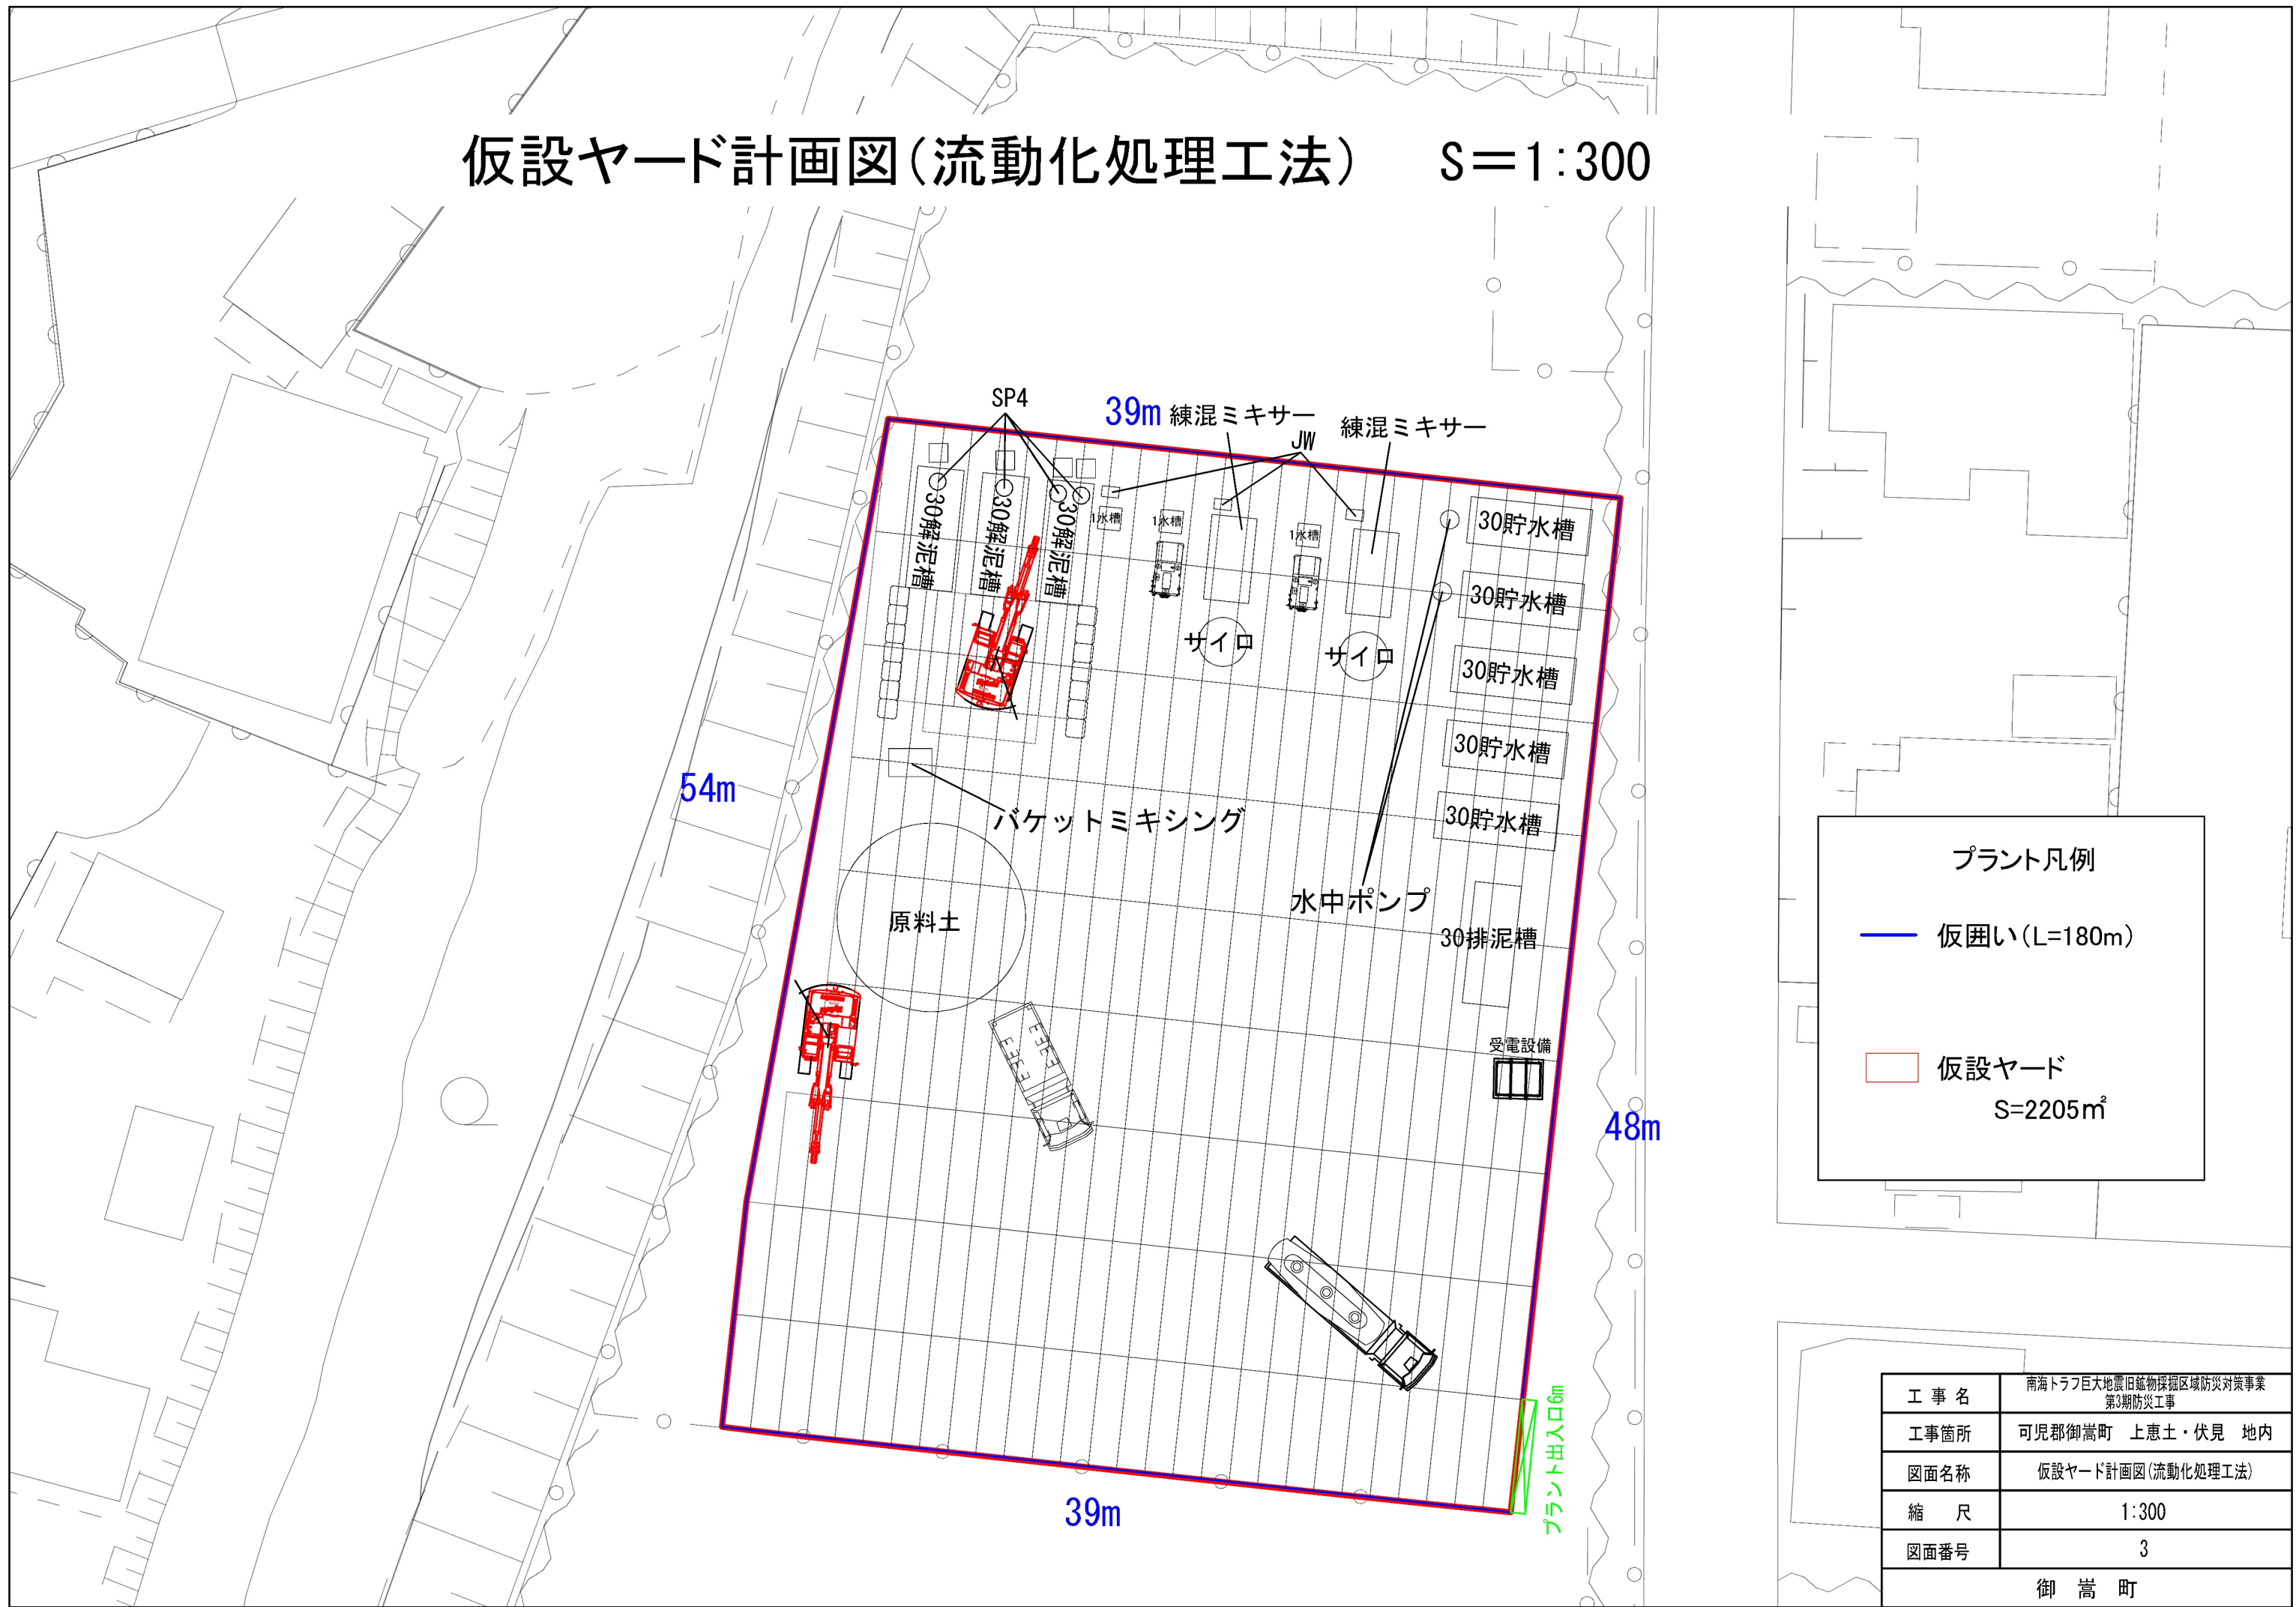 仮設ヤード計画図（流動化処理工法）　S＝1：300
SP4
39m
練混ミキサー
JW
練混ミキサー
30解泥槽
30解泥槽
30解泥槽
1水槽
1水槽
1水槽
30貯水槽
30貯水槽
30貯水槽
30貯水槽
30貯水槽
サイロ
サイロ
54m
バケットミキシング
水中ポンプ
原料土
30排泥槽
受電設備
48m
39m
プラント出入口6m
プラント凡例
仮囲い（L=180m）
仮設ヤード
S=2205㎡
工事名
南海トラフ巨大地震旧鉱物採掘区域防災対策事業
第3期防災工事
工事箇所
可児郡御嵩町　上恵土・伏見　地内
図面名称
仮設ヤード計画図（流動化処理工法）
縮　尺
1:300
図面番号
3
御　嵩　町